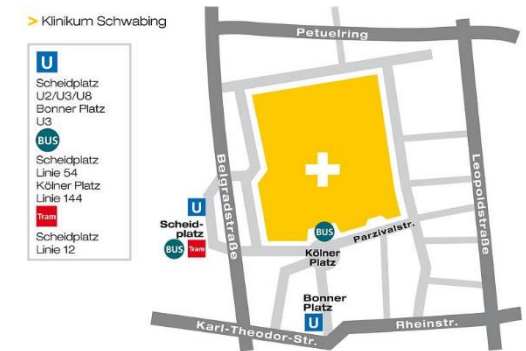 > Klinikum Schwabing
U
Scheidplatz
U2/U3/U8
Bonner Platz
U3
BUS
Scheidplatz
Linie 54
Kölner Platz
Linie 144
Tram
Scheidplatz
Linie 12
Petuelring
Belgradstraße
Leopoldstraße
U
Scheid-
platz
BUS Tram
BUS
Kölner
Platz
Parzivalstr.
Bonner
Platz
U
Karl-Theodor-Str.
Rheinstr.